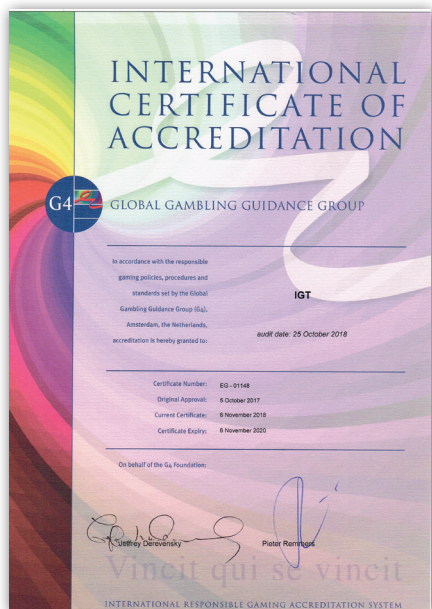 INTERNATIONAL
CERTIFICATE OF
ACCREDITATION
G4
GLOBAL GAMBLING GUIDANCE GROUP
In accordance with the responsible
gaming policies, procedures and
standards set by the Global
Gambling Guidance Group (G4),
Amsterdam, the Netherlands,
accreditation is hereby granted to:
IGT
audit date: 25 October 2018
Certificate Number: EG - 01148
Original Approval: 5 October 2017
Current Certificate: 6 November 2018
Certificate Expiry: 6 November 2020
On behalf of the G4 Foundation:
Jeffrey Derevensky
Pieter Remmers
Vincit qui se vincit
INTERNATIONAL RESPONSIBLE GAMING ACCREDITATION SYSTEM